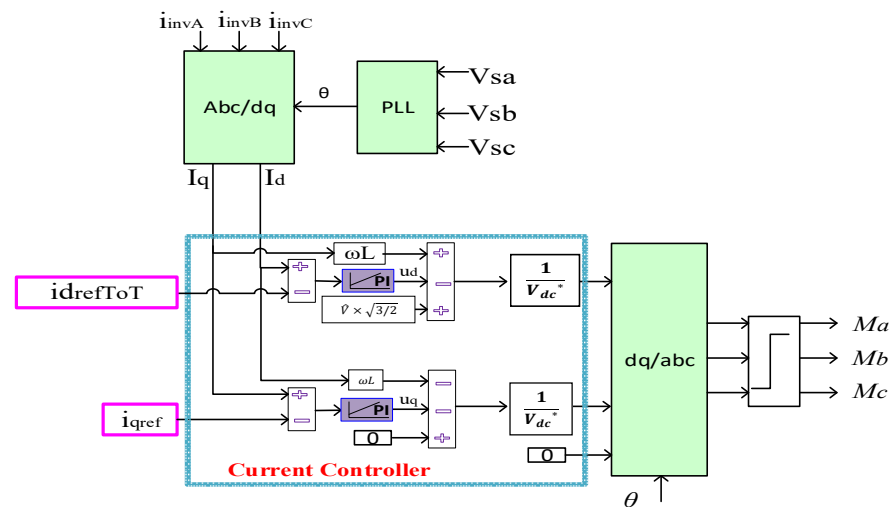 iinvA iinvB iinvC
Abc/dq
θ
PLL
Vsa
Vsb
Vsc
Iq Id
ωL
+
+
−
PI
ud
−
idrefToT
V̂ × √3/2
+
1/Vdc*
dq/abc
Ma
Mb
Mc
ωL
−
+
−
PI
uq
−
iqref
0
+
1/Vdc*
0
Current Controller
θ